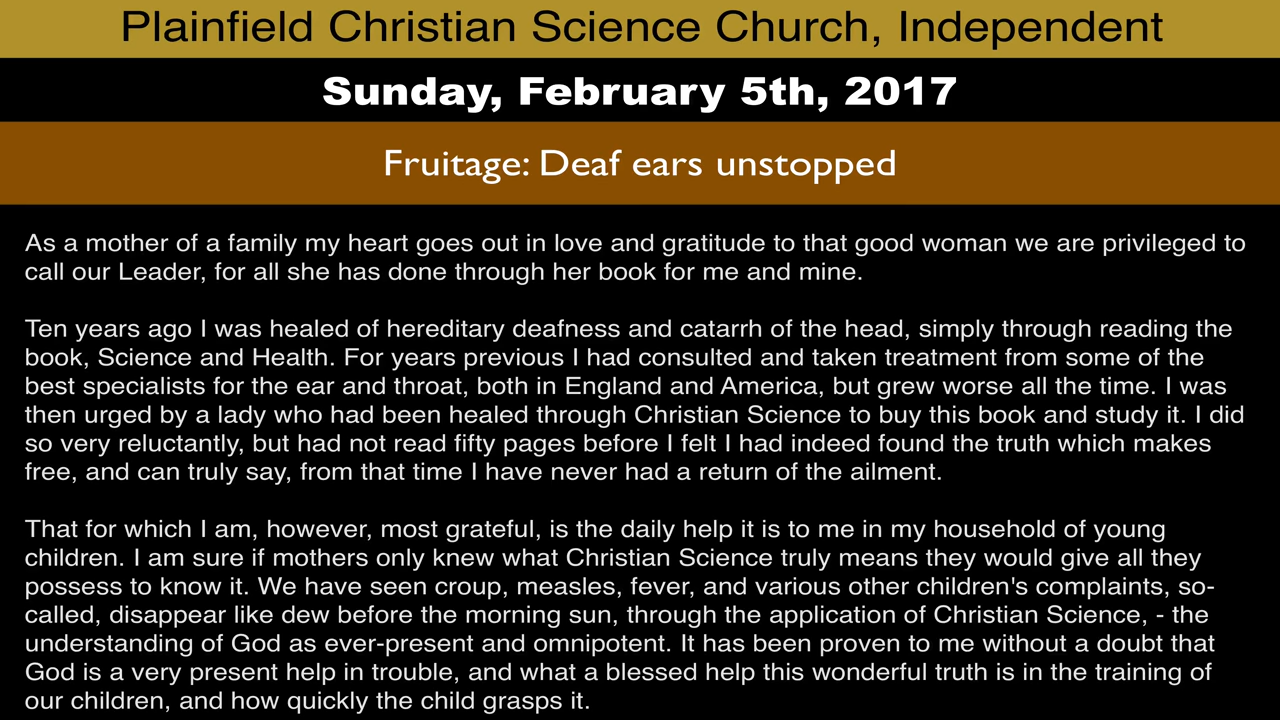 Plainfield Christian Science Church, Independent
Sunday, February 5th, 2017
Fruitage: Deaf ears unstopped
As a mother of a family my heart goes out in love and gratitude to that good woman we are privileged to
call our Leader, for all she has done through her book for me and mine.
Ten years ago I was healed of hereditary deafness and catarrh of the head, simply through reading the
book, Science and Health. For years previous I had consulted and taken treatment from some of the
best specialists for the ear and throat, both in England and America, but grew worse all the time. I was
then urged by a lady who had been healed through Christian Science to buy this book and study it. I did
so very reluctantly, but had not read fifty pages before I felt I had indeed found the truth which makes
free, and can truly say, from that time I have never had a return of the ailment.
That for which I am, however, most grateful, is the daily help it is to me in my household of young
children. I am sure if mothers only knew what Christian Science truly means they would give all they
possess to know it. We have seen croup, measles, fever, and various other children's complaints, so-
called, disappear like dew before the morning sun, through the application of Christian Science, - the
understanding of God as ever-present and omnipotent. It has been proven to me without a doubt that
God is a very present help in trouble, and what a blessed help this wonderful truth is in the training of
our children, and how quickly the child grasps it.